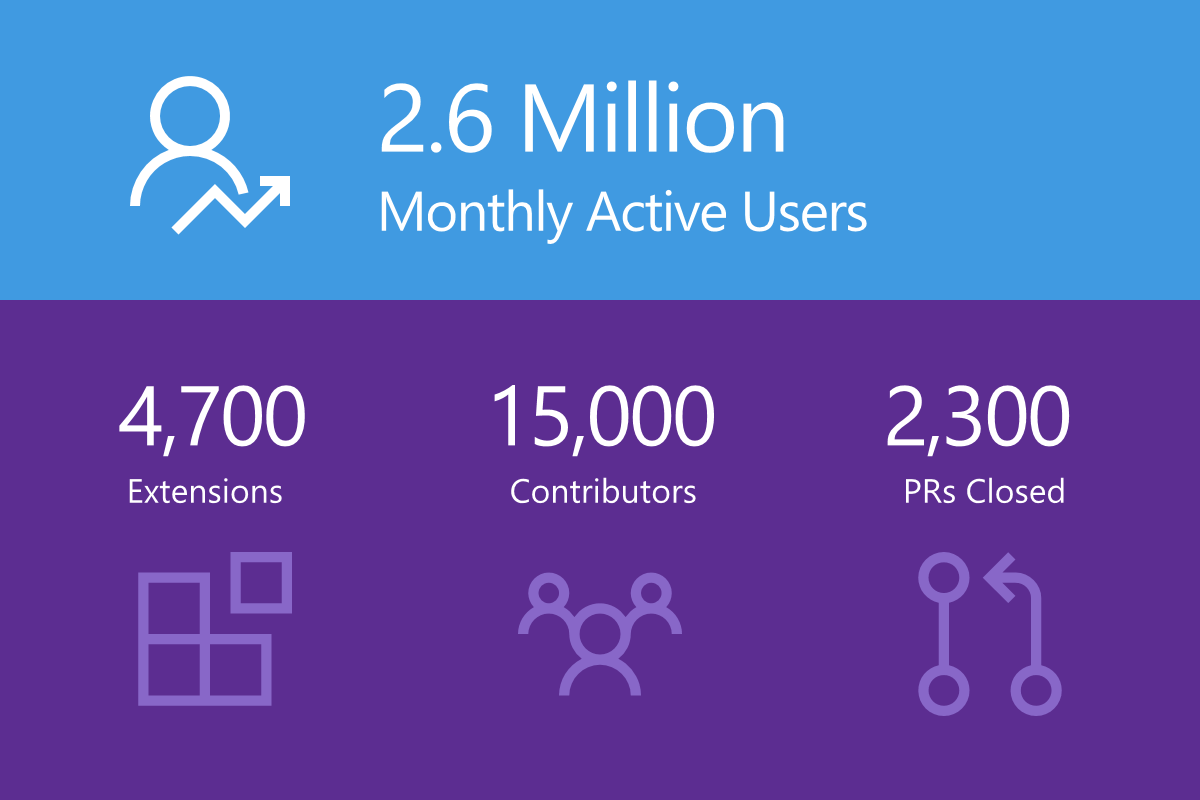 2.6 Million
Monthly Active Users
4,700
Extensions
15,000
Contributors
2,300
PRs Closed